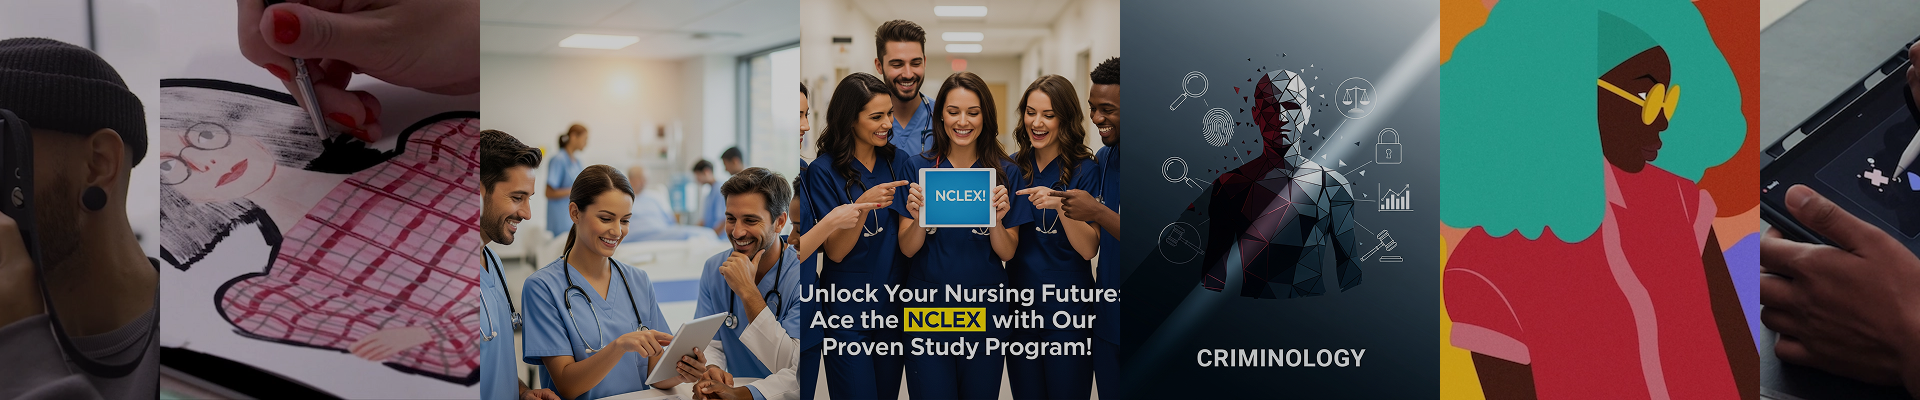 NCLEX!
Unlock Your Nursing Future:
Ace the NCLEX with Our
Proven Study Program!
CRIMINOLOGY